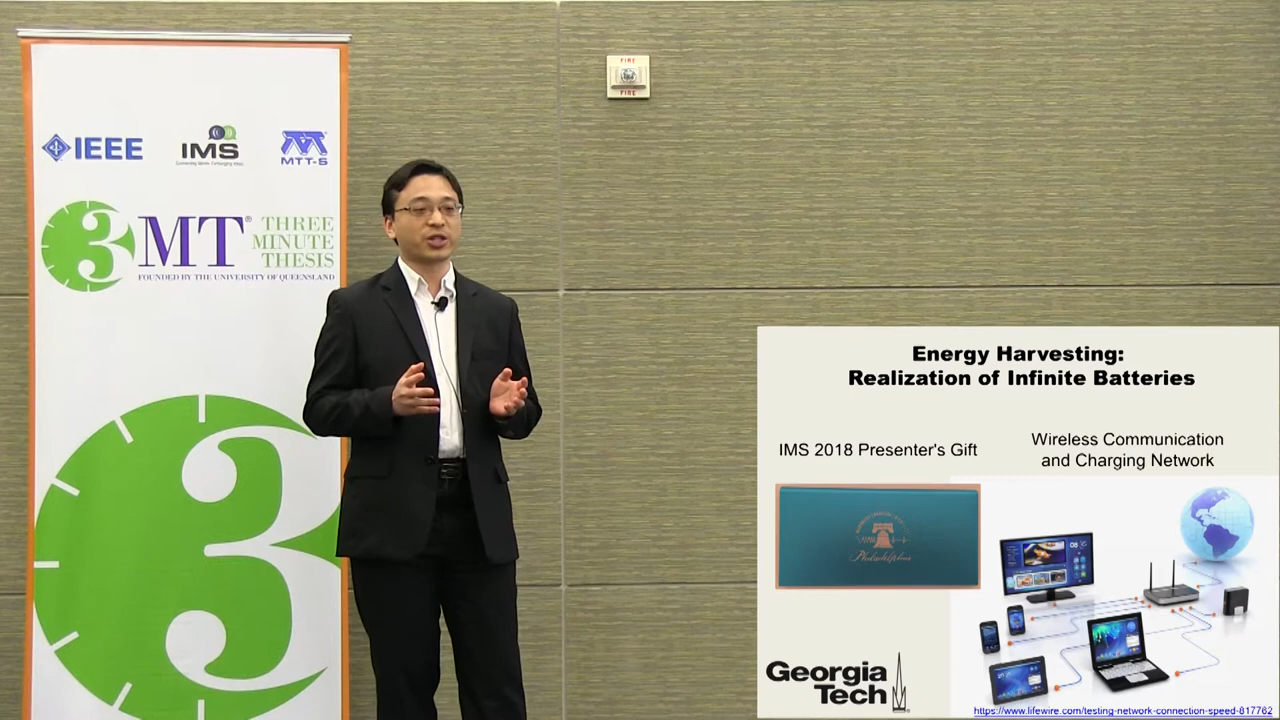 FIRE
FIRE
IEEE
IMS
MTT-S
3MT®
THREE
MINUTE
THESIS
FOUNDED BY THE UNIVERSITY OF QUEENSLAND
3
Energy Harvesting:
Realization of Infinite Batteries
IMS 2018 Presenter's Gift
Wireless Communication
and Charging Network
Philadelphia
Georgia
Tech
https://www.lifewire.com/testing-network-connection-speed-817762